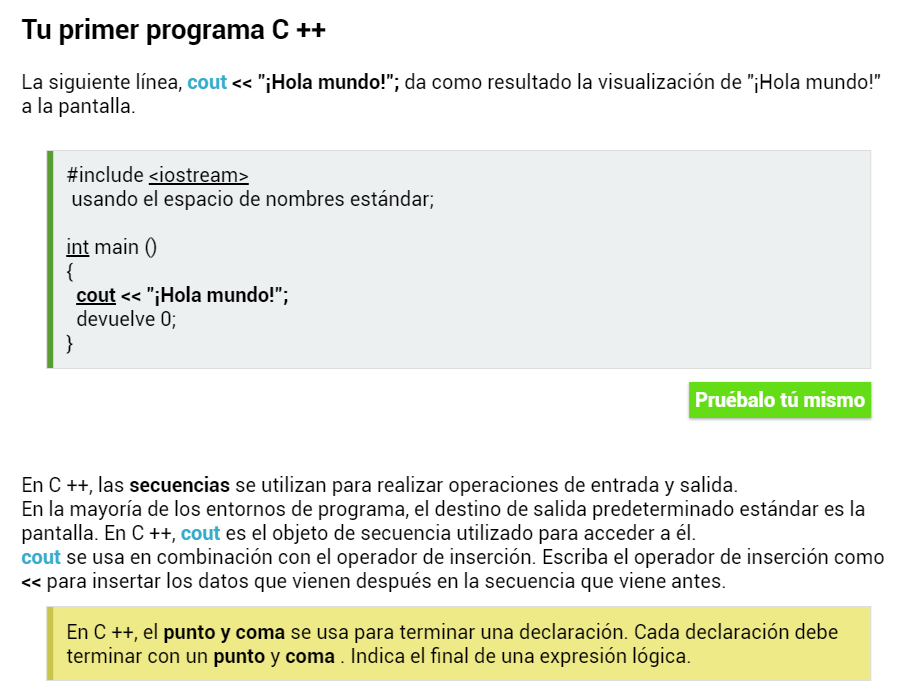 Tu primer programa C ++
La siguiente línea, cout << "¡Hola mundo!"; da como resultado la visualización de "¡Hola mundo!"
a la pantalla.
#include <iostream>
usando el espacio de nombres estándar;
int main ()
{
cout << "¡Hola mundo!";
devuelve 0;
}
Pruébalo tú mismo
En C ++, las secuencias se utilizan para realizar operaciones de entrada y salida.
En la mayoría de los entornos de programa, el destino de salida predeterminado estándar es la
pantalla. En C ++, cout es el objeto de secuencia utilizado para acceder a él.
cout se usa en combinación con el operador de inserción. Escriba el operador de inserción como
<< para insertar los datos que vienen después en la secuencia que viene antes.
En C ++, el punto y coma se usa para terminar una declaración. Cada declaración debe
terminar con un punto y coma . Indica el final de una expresión lógica.